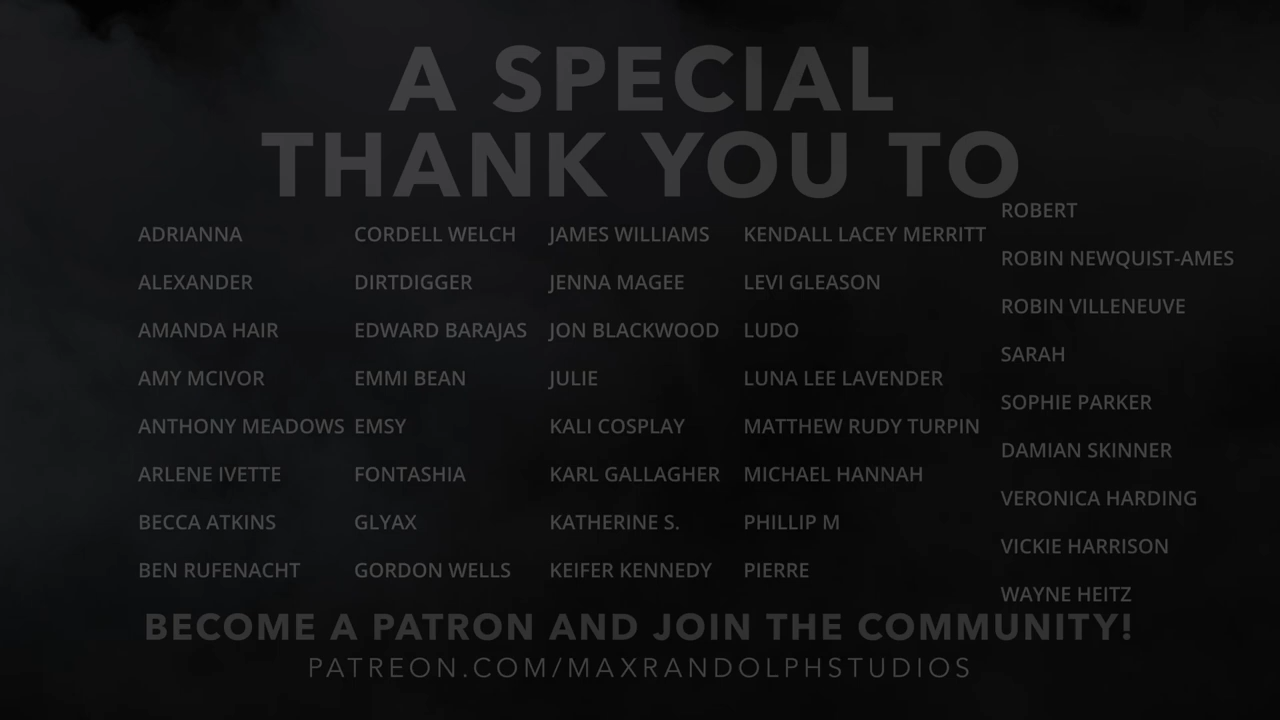 A SPECIAL
THANK YOU TO
ADRIANNA
ALEXANDER
AMANDA HAIR
AMY MCIVOR
ANTHONY MEADOWS
ARLENE IVETTE
BECCA ATKINS
BEN RUFENACHT
CORDELL WELCH
DIRTDIGGER
EDWARD BARAJAS
EMMI BEAN
EMSY
FONTASHIA
GLYAX
GORDON WELLS
JAMES WILLIAMS
JENNA MAGEE
JON BLACKWOOD
JULIE
KALI COSPLAY
KARL GALLAGHER
KATHERINE S.
KEIFER KENNEDY
KENDALL LACEY MERRITT
LEVI GLEASON
LUDO
LUNA LEE LAVENDER
MATTHEW RUDY TURPIN
MICHAEL HANNAH
PHILLIP M
PIERRE
ROBERT
ROBIN NEWQUIST-AMES
ROBIN VILLENEUVE
SARAH
SOPHIE PARKER
DAMIAN SKINNER
VERONICA HARDING
VICKIE HARRISON
WAYNE HEITZ
BECOME A PATRON AND JOIN THE COMMUNITY!
PATREON.COM/MAXRANDOLPHSTUDIOS